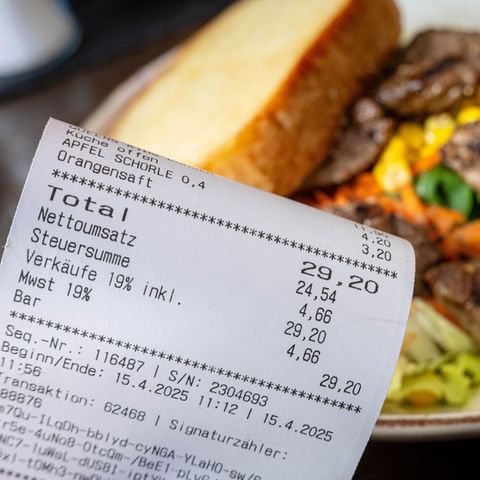 Küche offen
APFEL SCHORLE 0,4 4,20
Orangensaft 3,20
Total 29,20
Nettoumsatz 24,54
Steuersumme 4,66
Verkäufe 19% inkl. 29,20
Mwst 19% 4,66
Bar 29,20
Seq.-Nr.: 116487 | S/N: 2304693
Beginn/Ende: 15.4.2025 11:12 | 15.4.2025
11:56
Transaktion: 62468 | Signaturzähler: